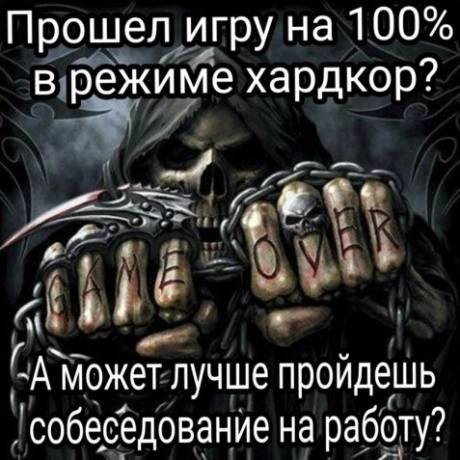 Прошел игру на 100%
в режиме хардкор?
GAME OVER
А может лучше пройдешь
собеседование на работу?